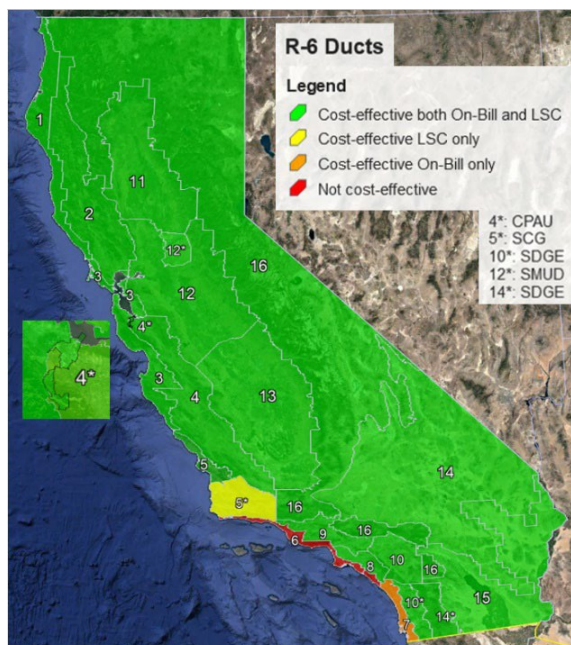 R-6 Ducts
Legend
Cost-effective both On-Bill and LSC
Cost-effective LSC only
Cost-effective On-Bill only
Not cost-effective
4*: CPAU
5*: SCG
10*: SDGE
12*: SMUD
14*: SDGE
1
11
2
12*
16
3
3
12
4*
4*
3
4
13
5
14
5*
16
6
9
16
8
10
16
10*
14*
15
7